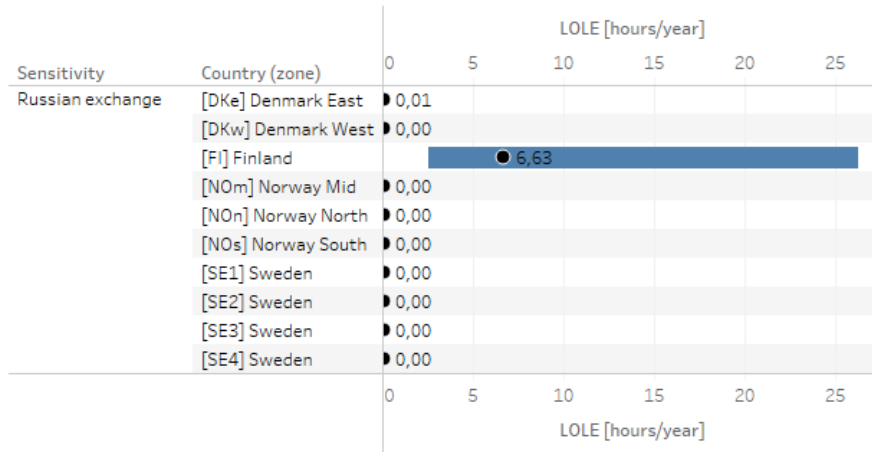 LOLE [hours/year]
0 5 10 15 20 25
Sensitivity Country (zone)
Russian exchange [DKe] Denmark East 0,01
[DKw] Denmark West 0,00
[FI] Finland 6,63
[NOm] Norway Mid 0,00
[NOn] Norway North 0,00
[NOs] Norway South 0,00
[SE1] Sweden 0,00
[SE2] Sweden 0,00
[SE3] Sweden 0,00
[SE4] Sweden 0,00
0 5 10 15 20 25
LOLE [hours/year]